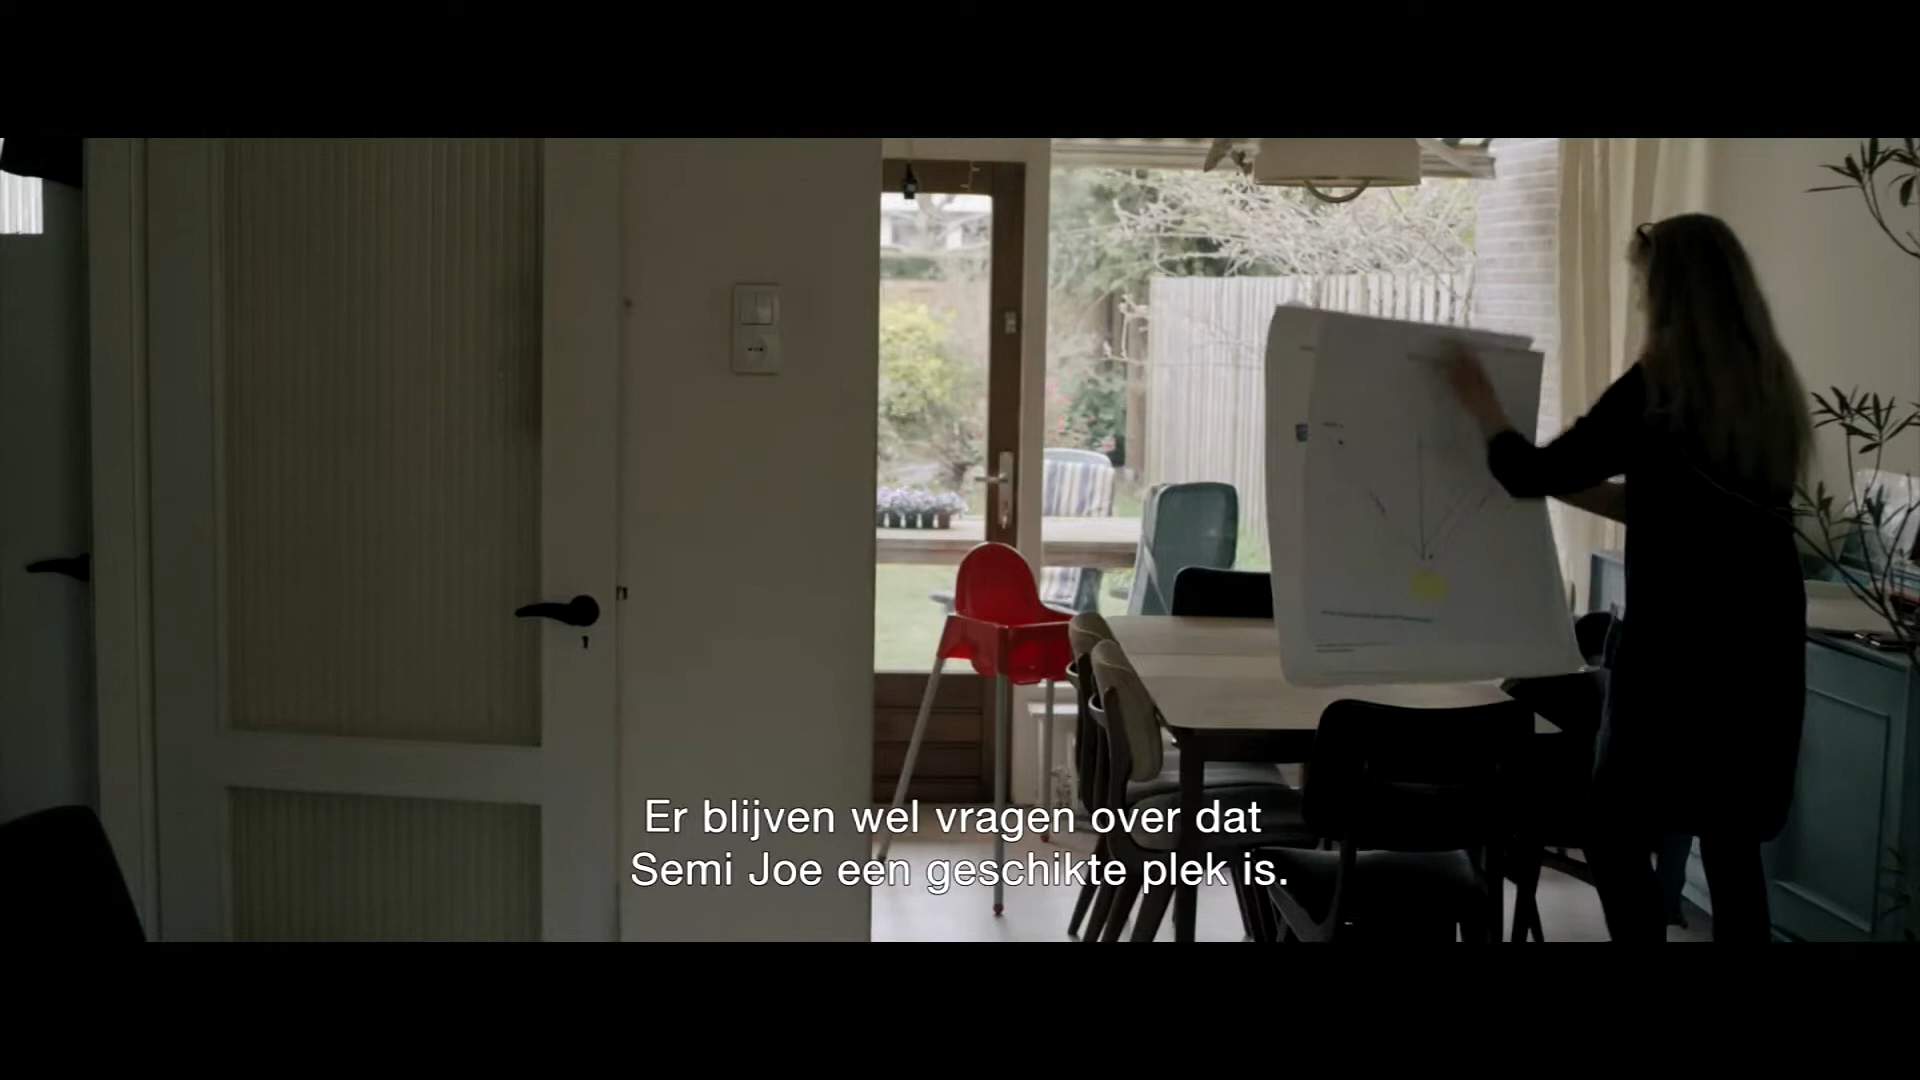 Er blijven wel vragen over dat
Semi Joe een geschikte plek is.